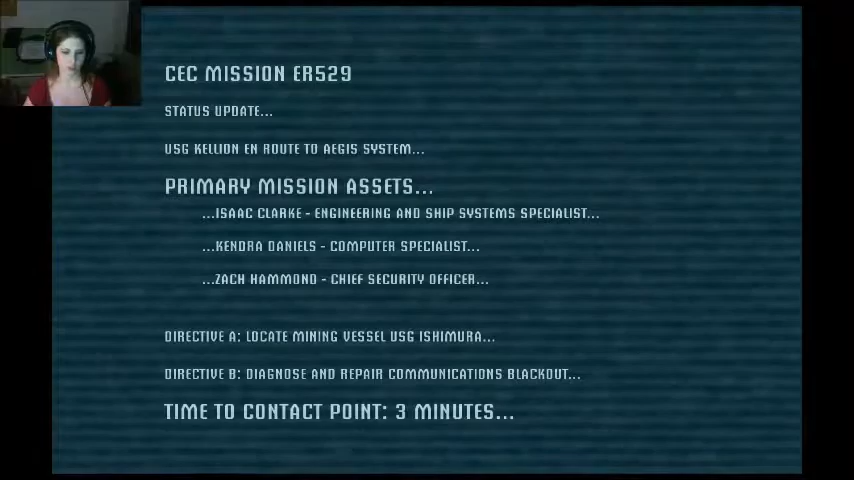 CEC MISSION ER529
STATUS UPDATE...
USG KELLION EN ROUTE TO AEGIS SYSTEM...
PRIMARY MISSION ASSETS...
...ISAAC CLARKE - ENGINEERING AND SHIP SYSTEMS SPECIALIST...
...KENDRA DANIELS - COMPUTER SPECIALIST...
...ZACH HAMMOND - CHIEF SECURITY OFFICER...
DIRECTIVE A: LOCATE MINING VESSEL USG ISHIMURA...
DIRECTIVE B: DIAGNOSE AND REPAIR COMMUNICATIONS BLACKOUT...
TIME TO CONTACT POINT: 3 MINUTES...